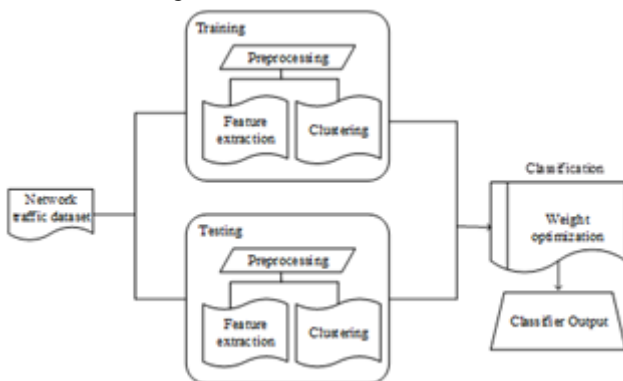 Training
Preprocessing
Feature
extraction
Clustering
Network
traffic dataset
Testing
Preprocessing
Feature
extraction
Clustering
Classification
Weight
optimization
Classifier Output